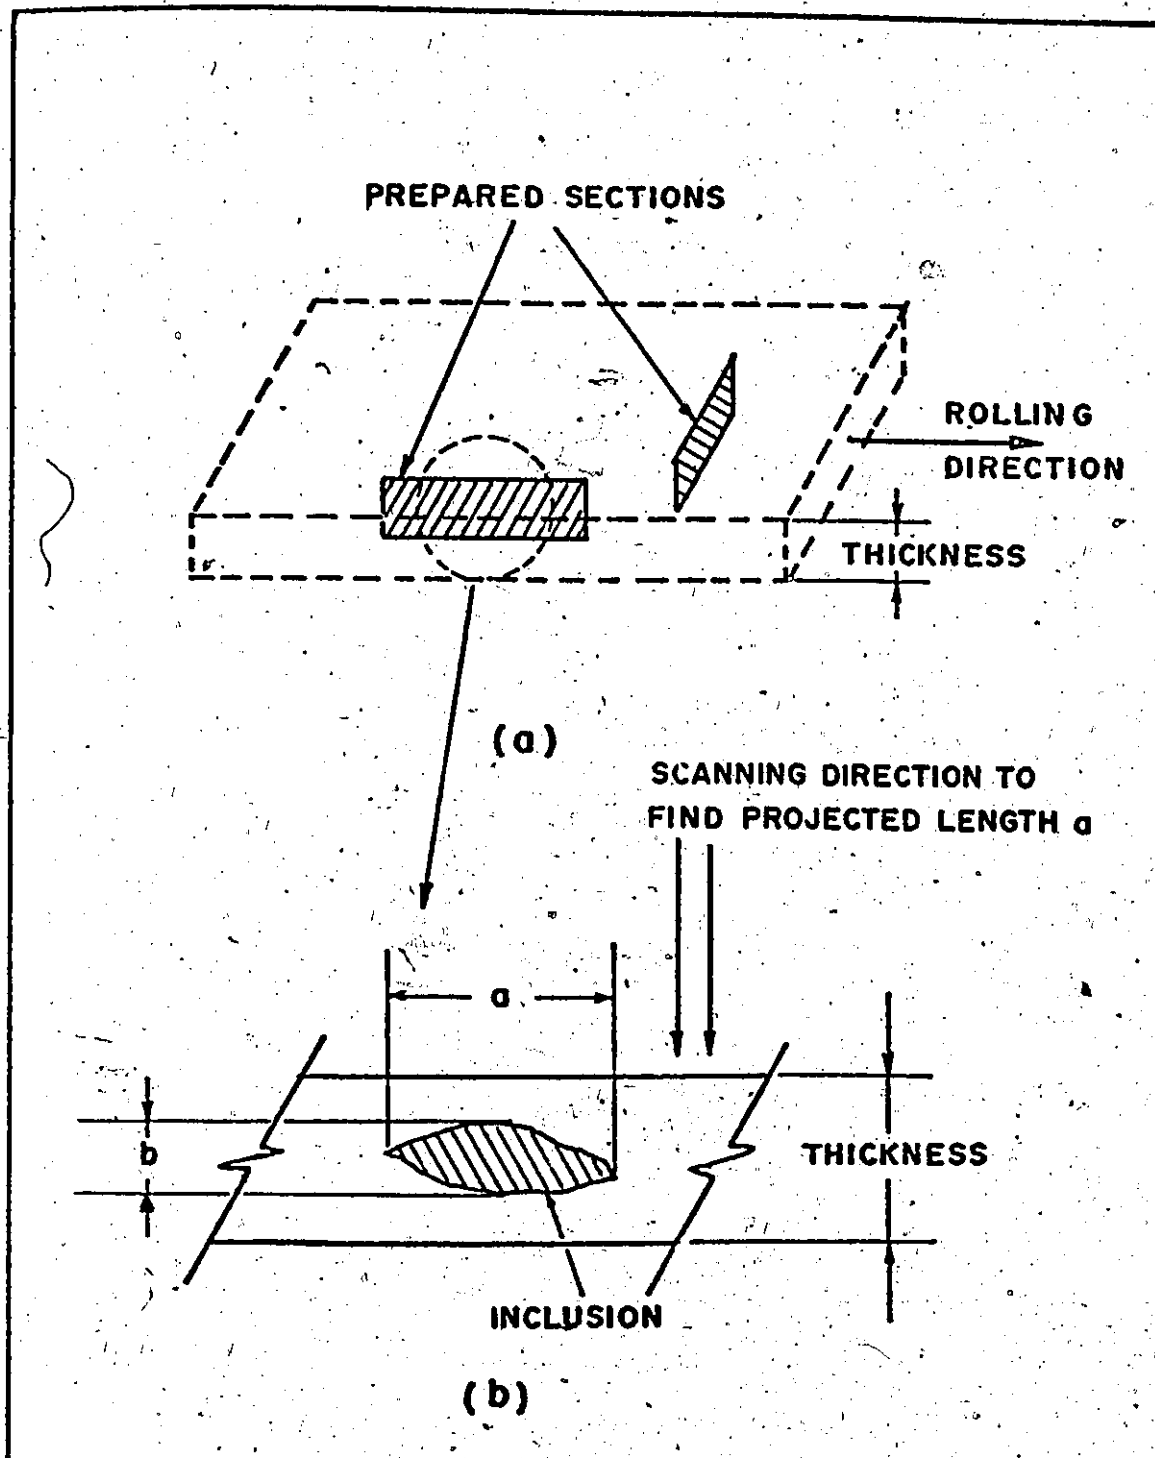 PREPARED SECTIONS
ROLLING
DIRECTION
THICKNESS
(a)
SCANNING DIRECTION TO
FIND PROJECTED LENGTH a
a
b
THICKNESS
INCLUSION
(b)